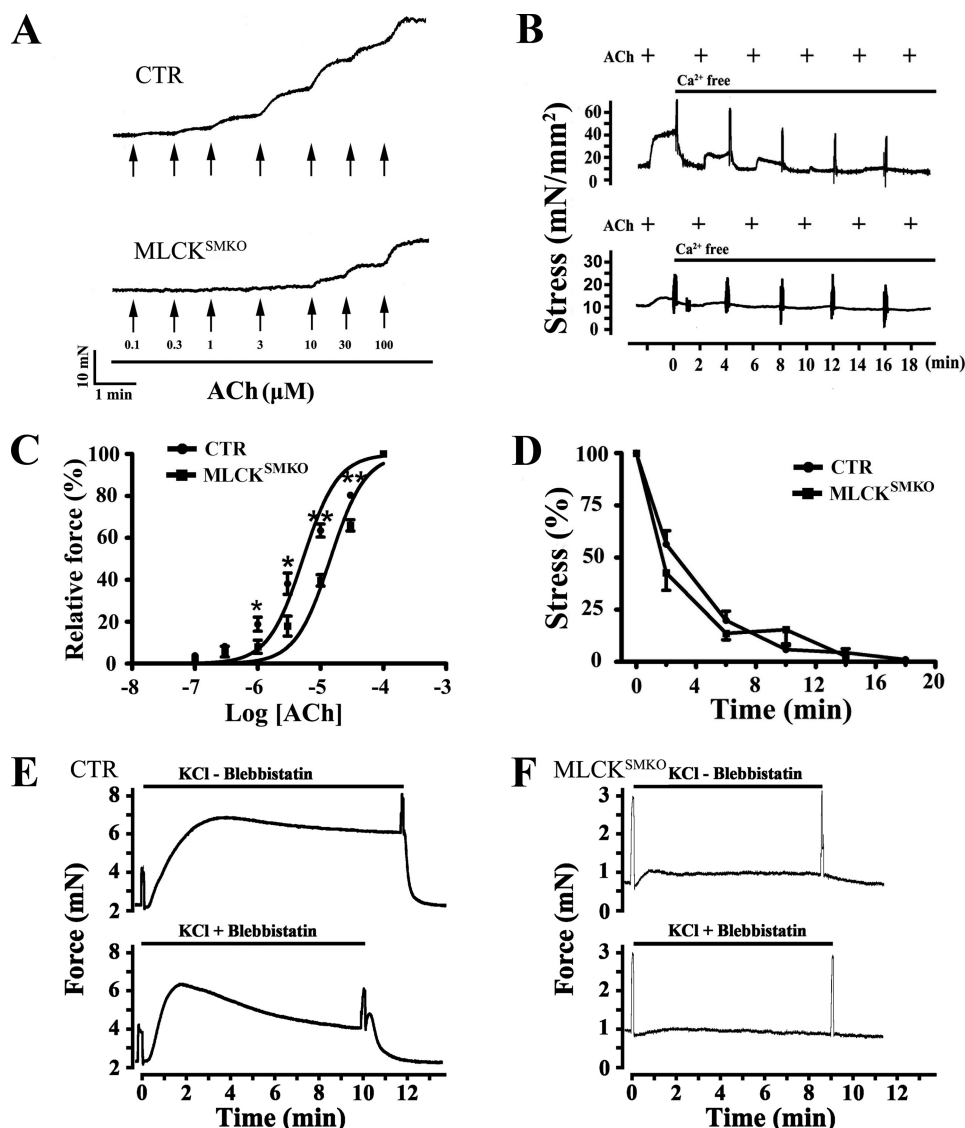 A
CTR
MLCK^SMKO
0.1 0.3 1 3 10 30 100
10 mN
1 min
ACh (µM)
B
ACh + + + + + +
Ca²⁺ free
60
40
20
0
ACh + + + + + +
Ca²⁺ free
30
25
20
15
10
5
0
Stress (mN/mm²)
0 2 4 6 8 10 12 14 16 18 (min)
C
CTR
MLCK^SMKO
Relative force (%)
100
80
60
40
20
0
* * ** **
-8 -7 -6 -5 -4 -3
Log [ACh]
D
CTR
MLCK^SMKO
Stress (%)
100
75
50
25
0
0 4 8 12 16 20
Time (min)
E CTR
KCl - Blebbistatin
8
6
4
2
KCl + Blebbistatin
8
6
4
2
Force (mN)
0 2 4 6 8 10 12
Time (min)
F MLCK^SMKO
KCl - Blebbistatin
3
2
1
0
KCl + Blebbistatin
3
2
1
0
Force (mN)
0 2 4 6 8 10 12
Time (min)